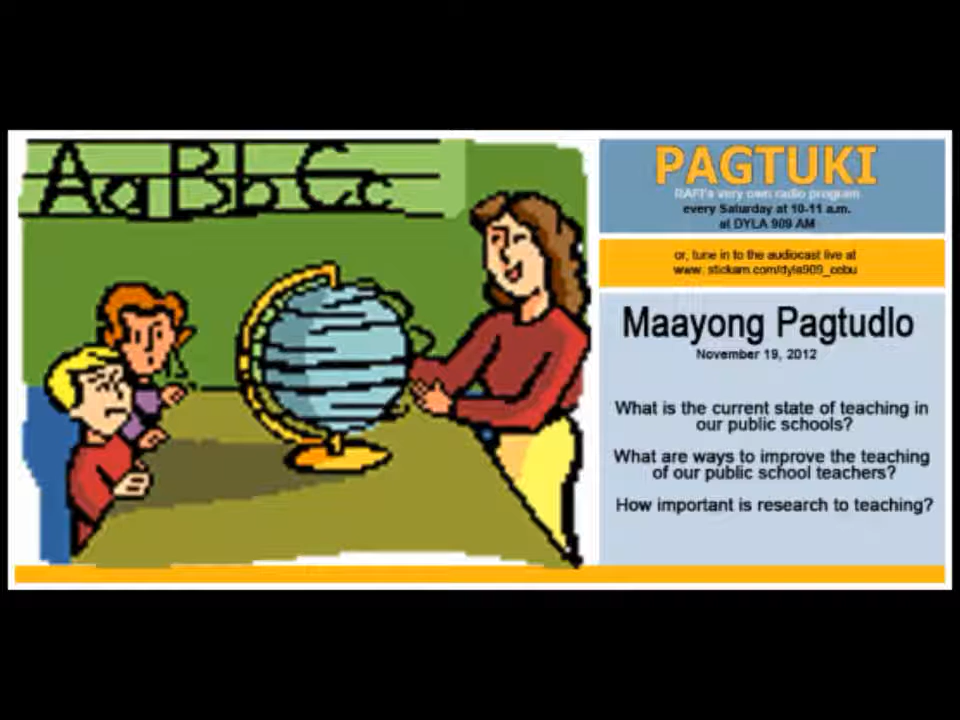 Aa Bb Cc
PAGTUKI
RAFI's very own radio program
every Saturday at 10-11 a.m.
at DYLA 909 AM
or, tune in to the audiocast live at
www. stickam.com/dyla909_cebu
Maayong Pagtudlo
November 19, 2012
What is the current state of teaching in
our public schools?
What are ways to improve the teaching
of our public school teachers?
How important is research to teaching?